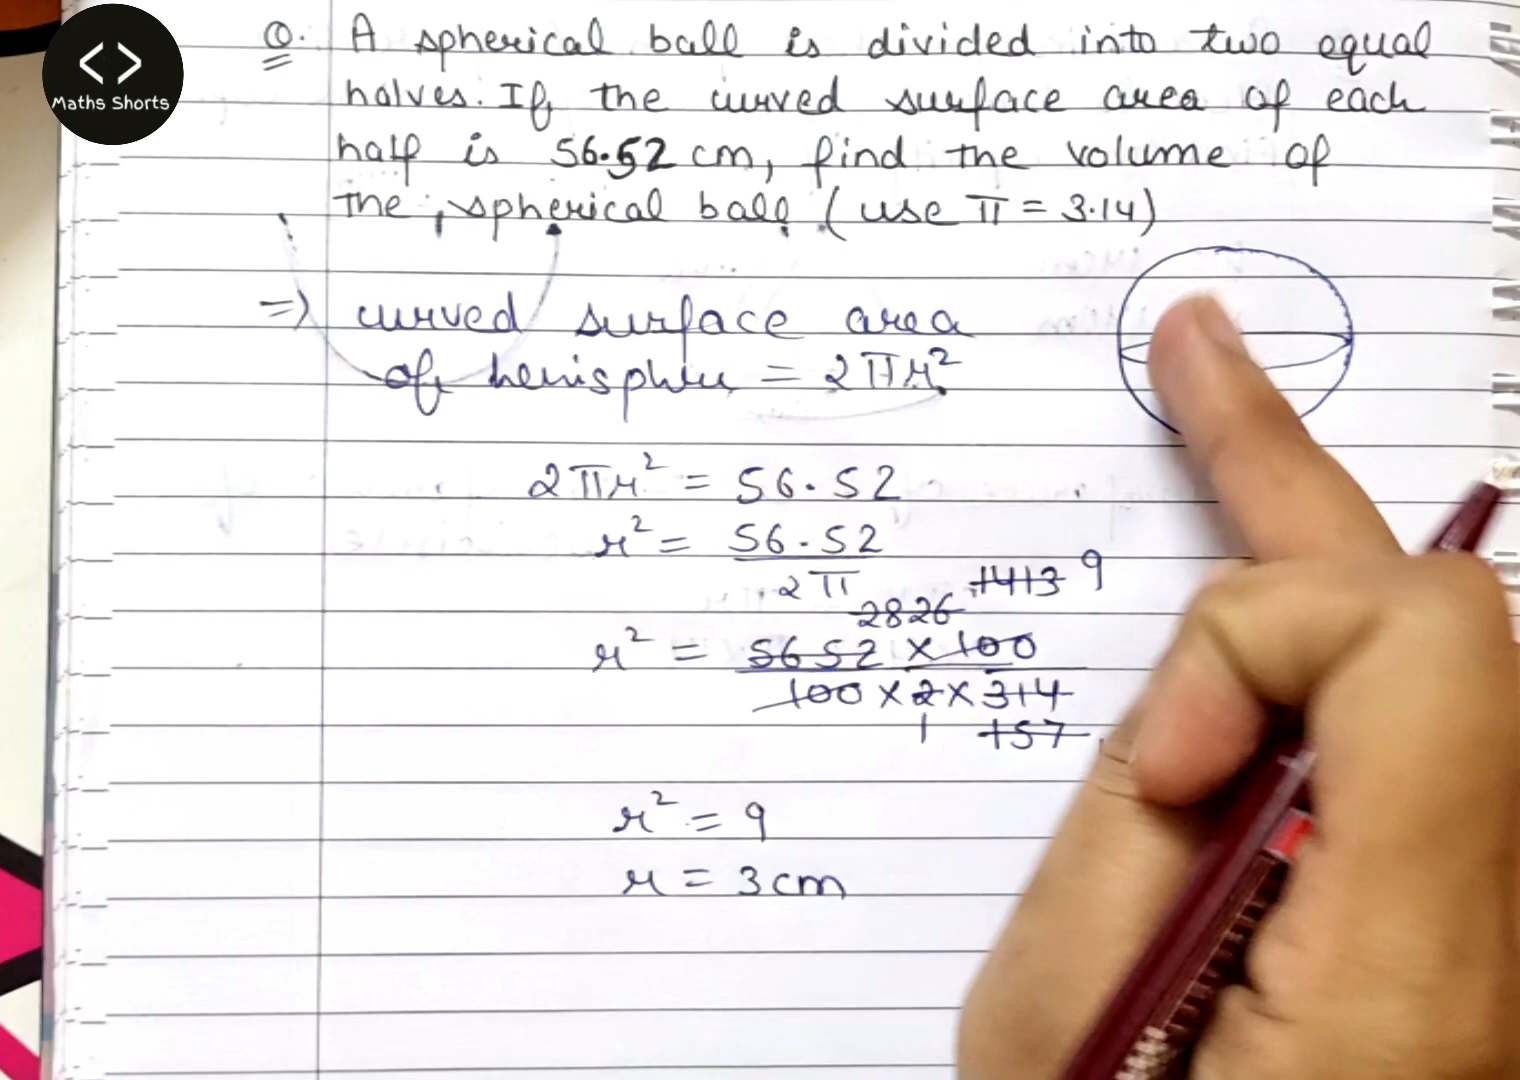 <>
Maths Shorts
Q. A spherical ball is divided into two equal
halves. If the curved surface area of each
half is 56.52 cm, find the volume of
the spherical ball (use π = 3.14)
⇒ curved surface area
of hemisphere = 2πr²
2πr² = 56.52
r² = 56.52
2π
1413 9
2826
r² = 5652 × 100
100 × 2 × 314
1 157
r² = 9
r = 3cm